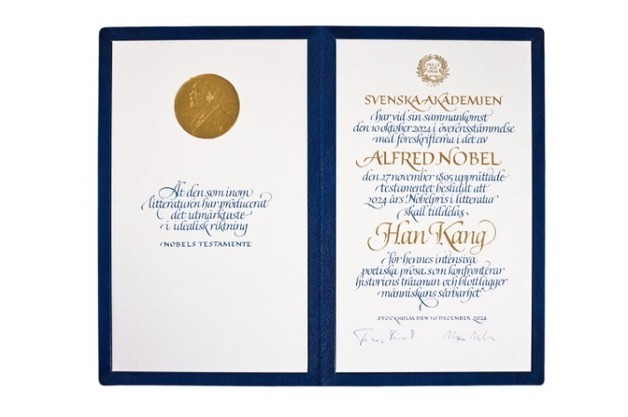 Åt den som inom
litteraturen har producerat
det utmärktaste
i idealisk riktning
NOBELS TESTAMENTE
SVENSKA AKADEMIEN
har vid sin sammankomst
den 10 oktober 2024 i överensstämmelse
med föreskrifterna i det av
ALFRED NOBEL
den 27 november 1895 upprättade
testamentet beslutat att
2024 års Nobelpris i litteratur
skall tilldelas
Han Kang
"för hennes intensiva
poetiska prosa som konfronterar
historiens trauman och blottlägger
människans sårbarhet"
STOCKHOLM DEN 10 DECEMBER 2024